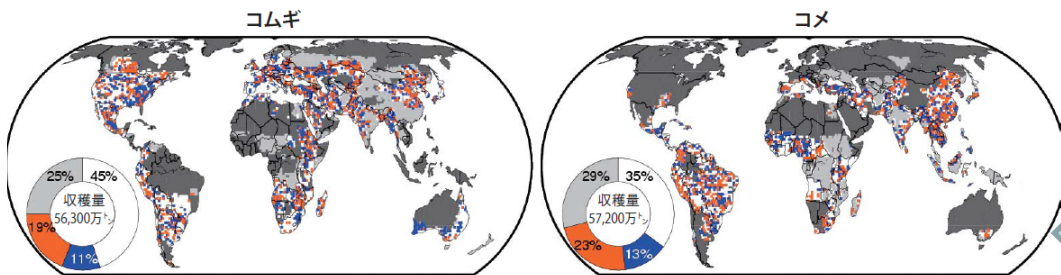 コムギ
25% 45%
収穫量
56,300万㌧
19%
11%
コメ
29% 35%
収穫量
57,200万㌧
23%
13%